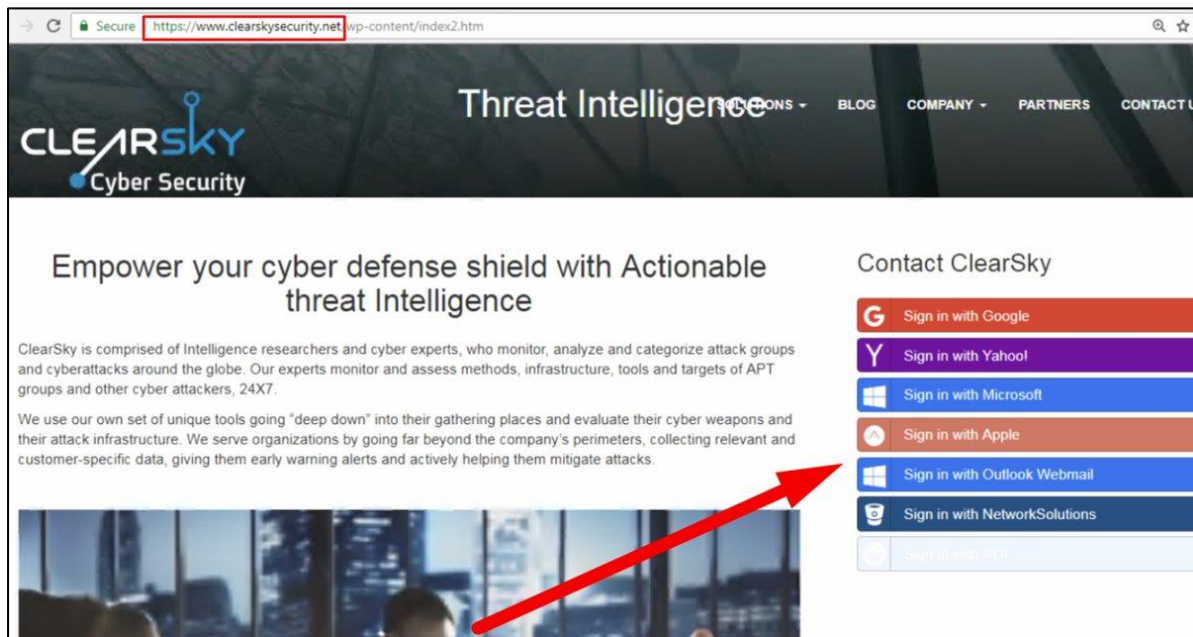 Secure https://www.clearskysecurity.net/wp-content/index2.htm
Threat Intelligence
SOLUTIONS BLOG COMPANY PARTNERS CONTACT U
CLEARSKY
Cyber Security
Empower your cyber defense shield with Actionable
threat Intelligence
ClearSky is comprised of Intelligence researchers and cyber experts, who monitor, analyze and categorize attack groups
and cyberattacks around the globe. Our experts monitor and assess methods, infrastructure, tools and targets of APT
groups and other cyber attackers, 24X7.
We use our own set of unique tools going “deep down” into their gathering places and evaluate their cyber weapons and
their attack infrastructure. We serve organizations by going far beyond the company's perimeters, collecting relevant and
customer-specific data, giving them early warning alerts and actively helping them mitigate attacks.
Contact ClearSky
Sign in with Google
Sign in with Yahoo!
Sign in with Microsoft
Sign in with Apple
Sign in with Outlook Webmail
Sign in with NetworkSolutions
Sign in with AOL